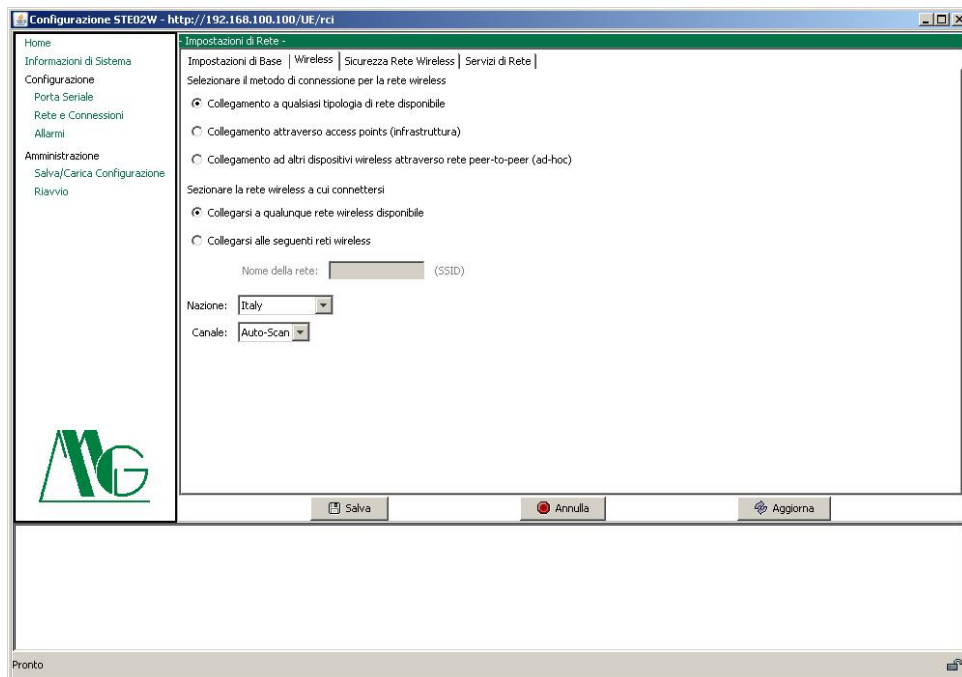 Configurazione STE02W - http://192.168.100.100/UE/rci
Home
Informazioni di Sistema
Configurazione
Porta Seriale
Rete e Connessioni
Allarmi
Amministrazione
Salva/Carica Configurazione
Riavvio
MG
- Impostazioni di Rete -
Impostazioni di Base | Wireless | Sicurezza Rete Wireless | Servizi di Rete |
Selezionare il metodo di connessione per la rete wireless
Collegamento a qualsiasi tipologia di rete disponibile
Collegamento attraverso access points (infrastruttura)
Collegamento ad altri dispositivi wireless attraverso rete peer-to-peer (ad-hoc)
Sezionare la rete wireless a cui connettersi
Collegarsi a qualunque rete wireless disponibile
Collegarsi alle seguenti reti wireless
Nome della rete: (SSID)
Nazione: Italy
Canale: Auto-Scan
Salva Annulla Aggiorna
Pronto